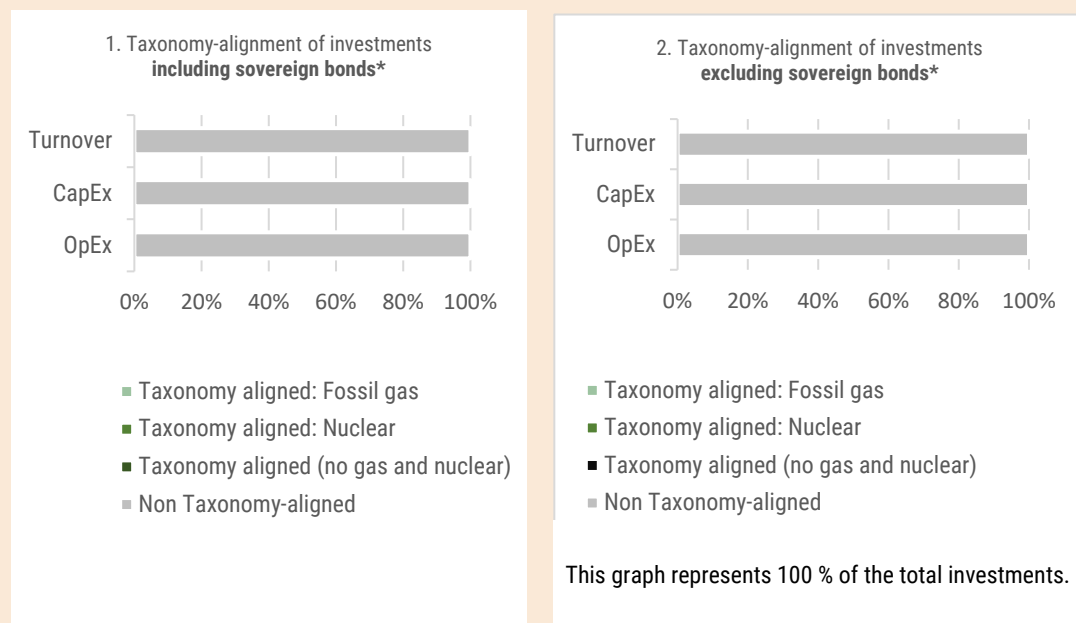 1. Taxonomy-alignment of investments
including sovereign bonds*
Turnover
CapEx
OpEx
0% 20% 40% 60% 80% 100%
Taxonomy aligned: Fossil gas
Taxonomy aligned: Nuclear
Taxonomy aligned (no gas and nuclear)
Non Taxonomy-aligned
2. Taxonomy-alignment of investments
excluding sovereign bonds*
Turnover
CapEx
OpEx
0% 20% 40% 60% 80% 100%
Taxonomy aligned: Fossil gas
Taxonomy aligned: Nuclear
Taxonomy aligned (no gas and nuclear)
Non Taxonomy-aligned
This graph represents 100 % of the total investments.